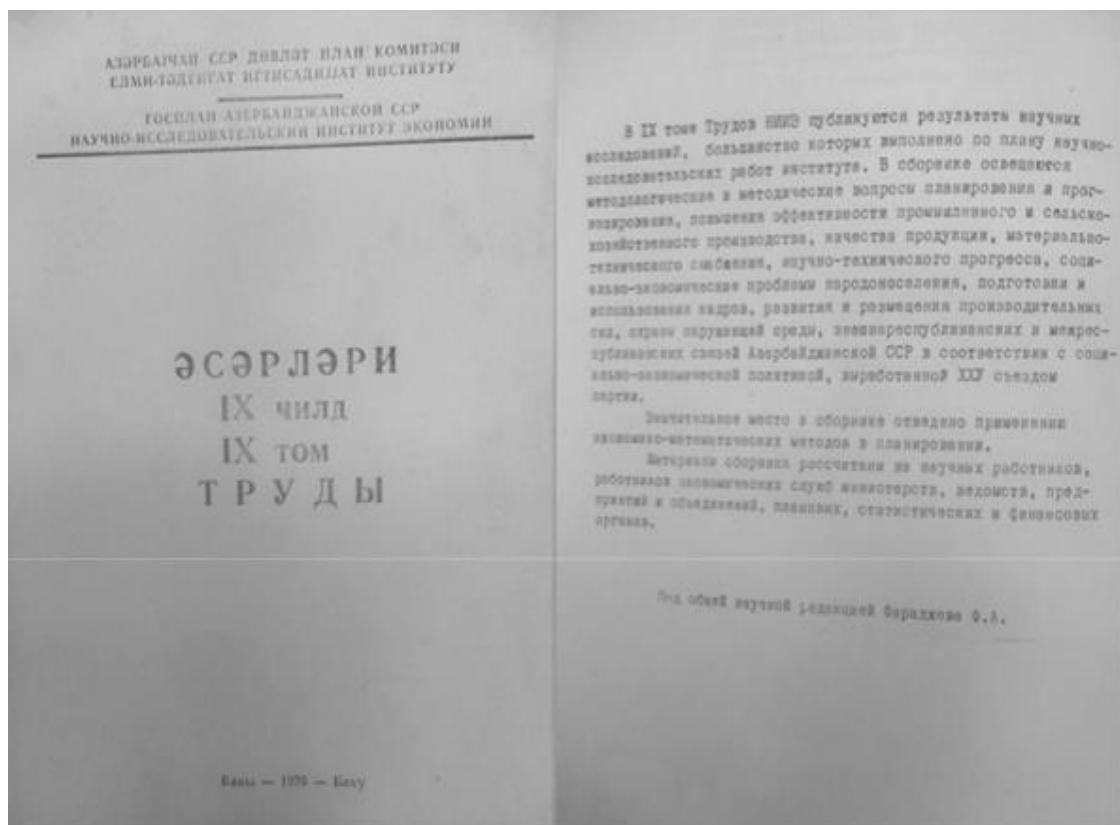 АЗӘРБАЈҸАН ССР ДӨВЛӘТ ПЛАН КОМИТӘСИ
ЕЛМИ-ТӘДГИГАТ ИГТИСАДИЈЈАТ ИНСТИТУТУ
ГОСПЛАН АЗЕРБАЙДЖАНСКОЙ ССР
НАУЧНО-ИССЛЕДОВАТЕЛЬСКИЙ ИНСТИТУТ ЭКОНОМИИ
ӘСӘРЛӘРИ
IX ЧИЛД
IX ТОМ
ТРУДЫ
Бакы — Баку
В IX томе Трудов НИИЭ публикуются результаты научных
исследований, большинство которых выполнено по плану научно-
исследовательских работ института. В сборнике освещаются
методологические и методические вопросы планирования и прог-
нозирования, повышения эффективности промышленного и сельско-
хозяйственного производства, качества продукции, материально-
технического снабжения, научно-технического прогресса, соци-
ально-экономические проблемы народонаселения, подготовки и
использования кадров, развития и размещения производительных
сил, охраны окружающей среды, внешнереспубликанских и межрес-
публиканских связей Азербайджанской ССР в соответствии с соци-
ально-экономической политикой, выработанной ХХУ съездом
партии.
Значительное место в сборнике отведено применению
экономико-математических методов в планировании.
Материалы сборника рассчитаны на научных работников,
работников экономических служб министерств, ведомств, пред-
приятий и объединений, плановых, статистических и финансовых
органов.
Под общей научной редакцией Фараджева Ф.А.